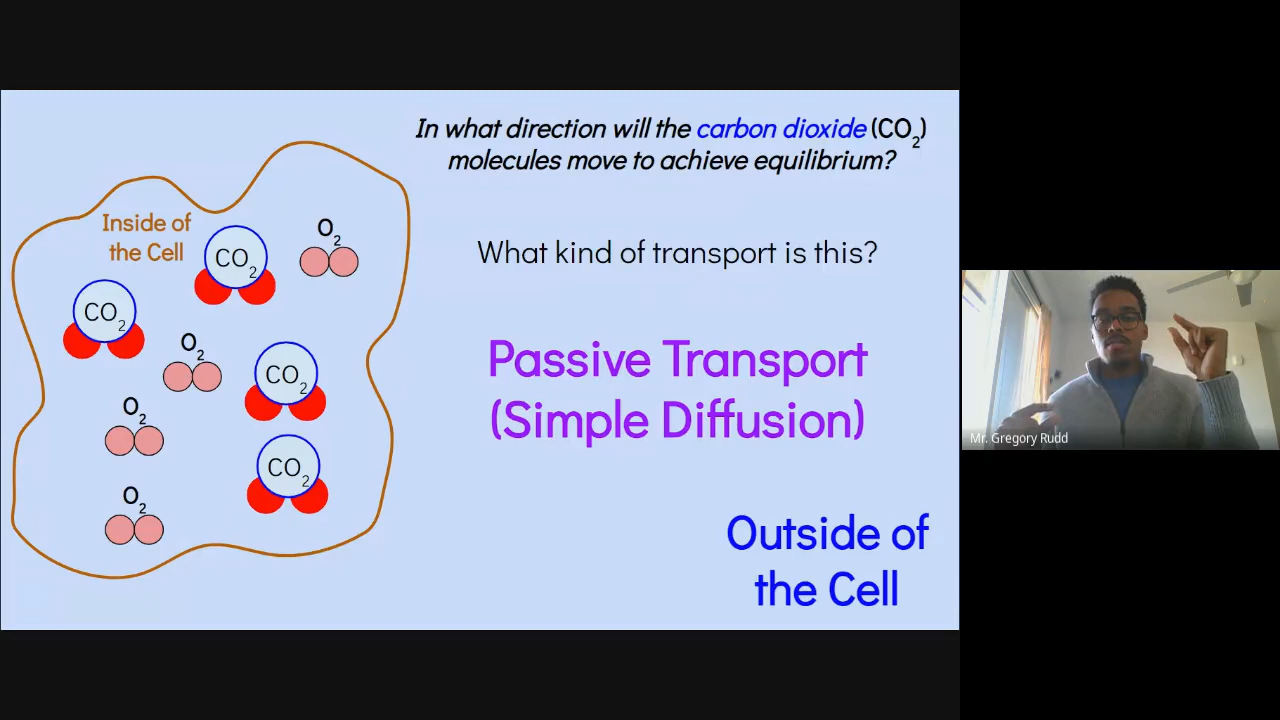 In what direction will the carbon dioxide (CO₂)
molecules move to achieve equilibrium?
Inside of
the Cell
CO₂
O₂
What kind of transport is this?
CO₂
O₂
CO₂
Passive Transport
(Simple Diffusion)
O₂
CO₂
O₂
Outside of
the Cell
Mr. Gregory Rudd